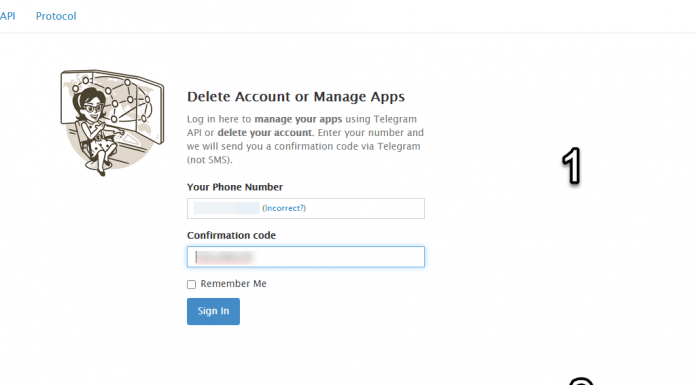 API Protocol
Delete Account or Manage Apps
Log in here to manage your apps using Telegram
API or delete your account. Enter your number and
we will send you a confirmation code via Telegram
(not SMS).
1
Your Phone Number
(Incorrect?)
Confirmation code
Remember Me
Sign In